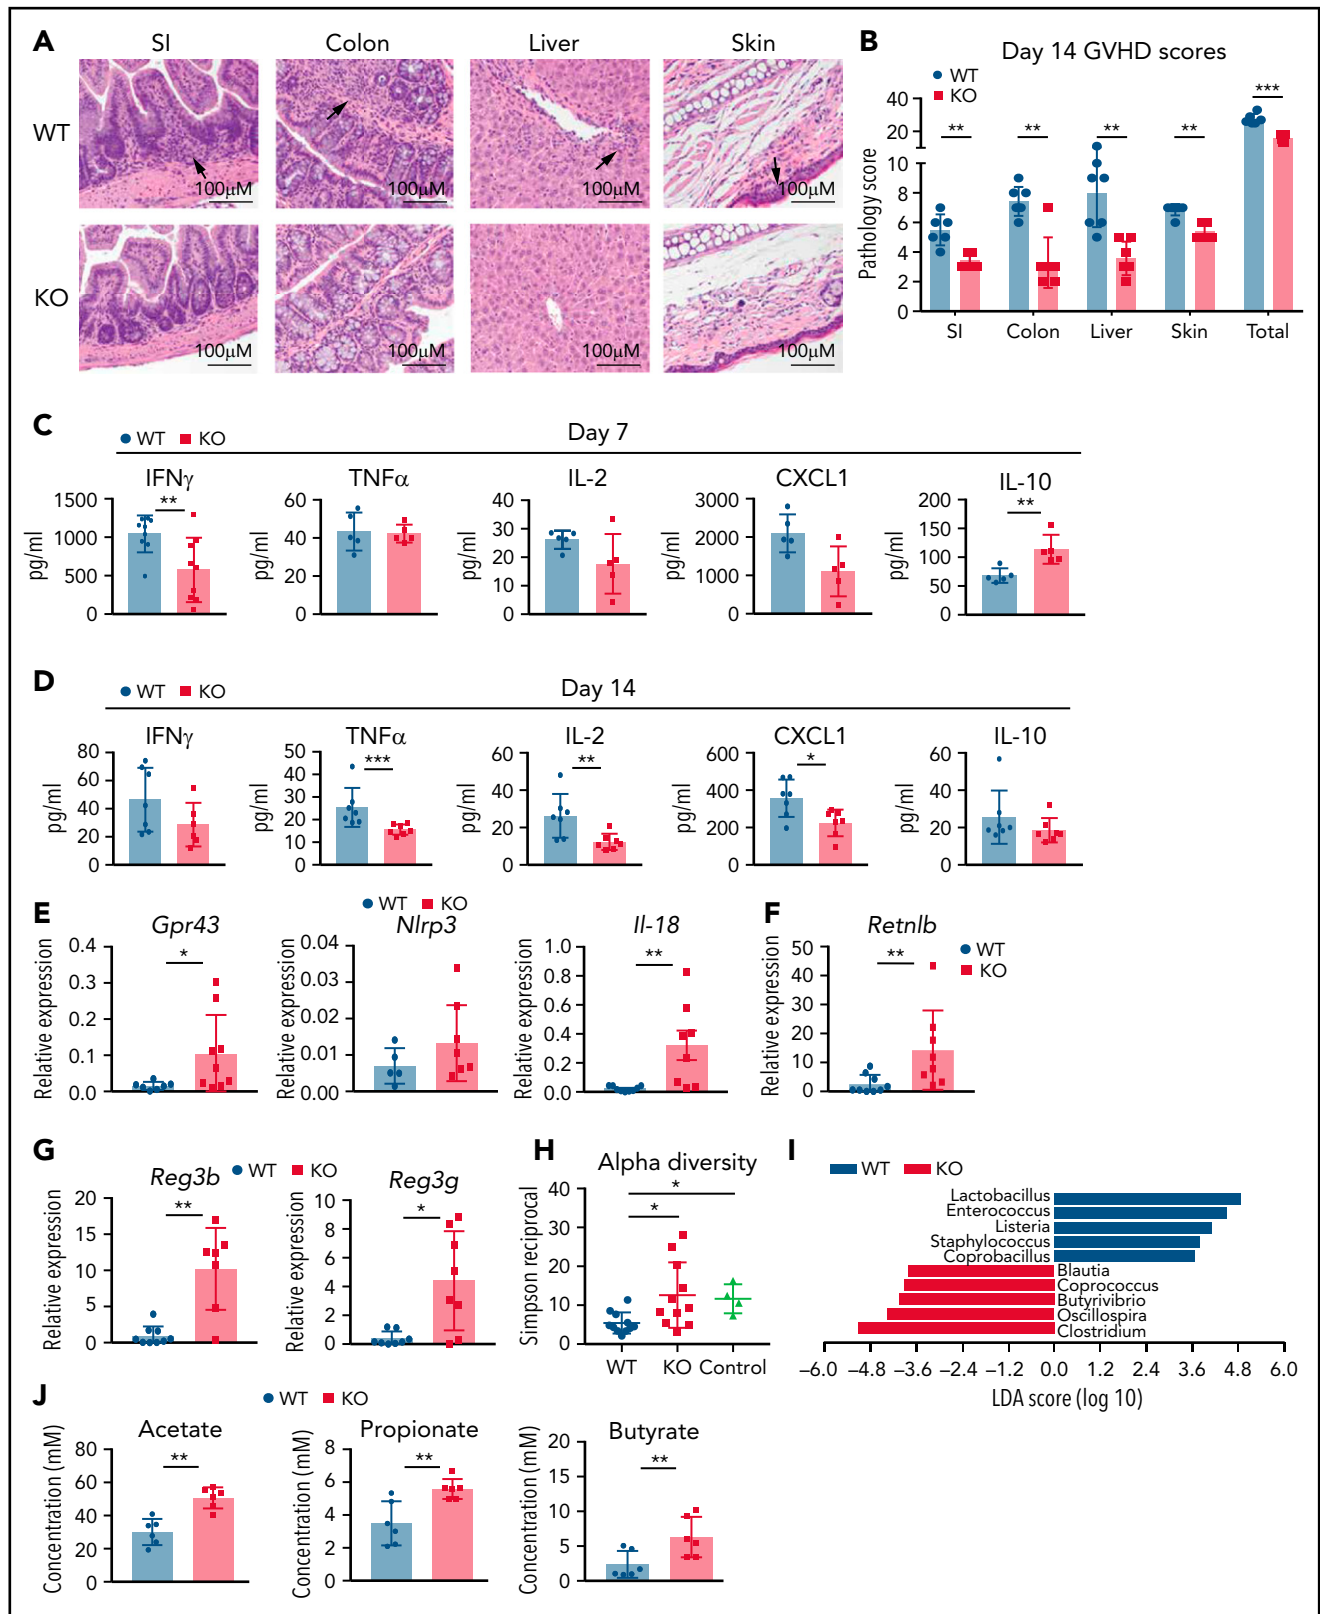 A
SI Colon Liver Skin
WT
100μM 100μM 100μM 100μM
KO
100μM 100μM 100μM 100μM
B
Day 14 GVHD scores
WT
KO
Pathology score
40
20
10
8
6
4
2
0
** ** ** ** ***
SI Colon Liver Skin Total
C
WT KO
Day 7
IFNγ
pg/ml
1500
1000
500
0
**
TNFα
pg/ml
60
40
20
0
IL-2
pg/ml
40
30
20
10
0
CXCL1
pg/ml
3000
2000
1000
0
IL-10
pg/ml
200
150
100
50
0
**
D
WT KO
Day 14
IFNγ
pg/ml
80
60
40
20
0
TNFα
pg/ml
50
40
30
20
10
0
***
IL-2
pg/ml
60
40
20
0
**
CXCL1
pg/ml
600
400
200
0
*
IL-10
pg/ml
60
40
20
0
E
WT KO
Gpr43
Relative expression
0.4
0.3
0.2
0.1
0.0
*
Nlrp3
Relative expression
0.04
0.03
0.02
0.01
0.00
Il-18
Relative expression
1.0
0.8
0.6
0.4
0.2
0.0
**
F
Retnlb
WT
KO
Relative expression
50
40
30
20
10
0
**
G
WT KO
Reg3b
Relative expression
20
15
10
5
0
**
Reg3g
Relative expression
10
8
6
4
2
0
*
H
Alpha diversity
Simpson reciprocal
40
30
20
10
0
*
*
WT KO Control
I
WT KO
Lactobacillus
Enterococcus
Listeria
Staphylococcus
Coprobacillus
Blautia
Coprococcus
Butyrivibrio
Oscillospira
Clostridium
–6.0 –4.8 –3.6 –2.4 –1.2 0.0 1.2 2.4 3.6 4.8 6.0
LDA score (log 10)
J
WT KO
Acetate
Concentration (mM)
80
60
40
20
0
**
Propionate
Concentration (mM)
8
6
4
2
0
**
Butyrate
Concentration (mM)
20
15
10
5
0
**